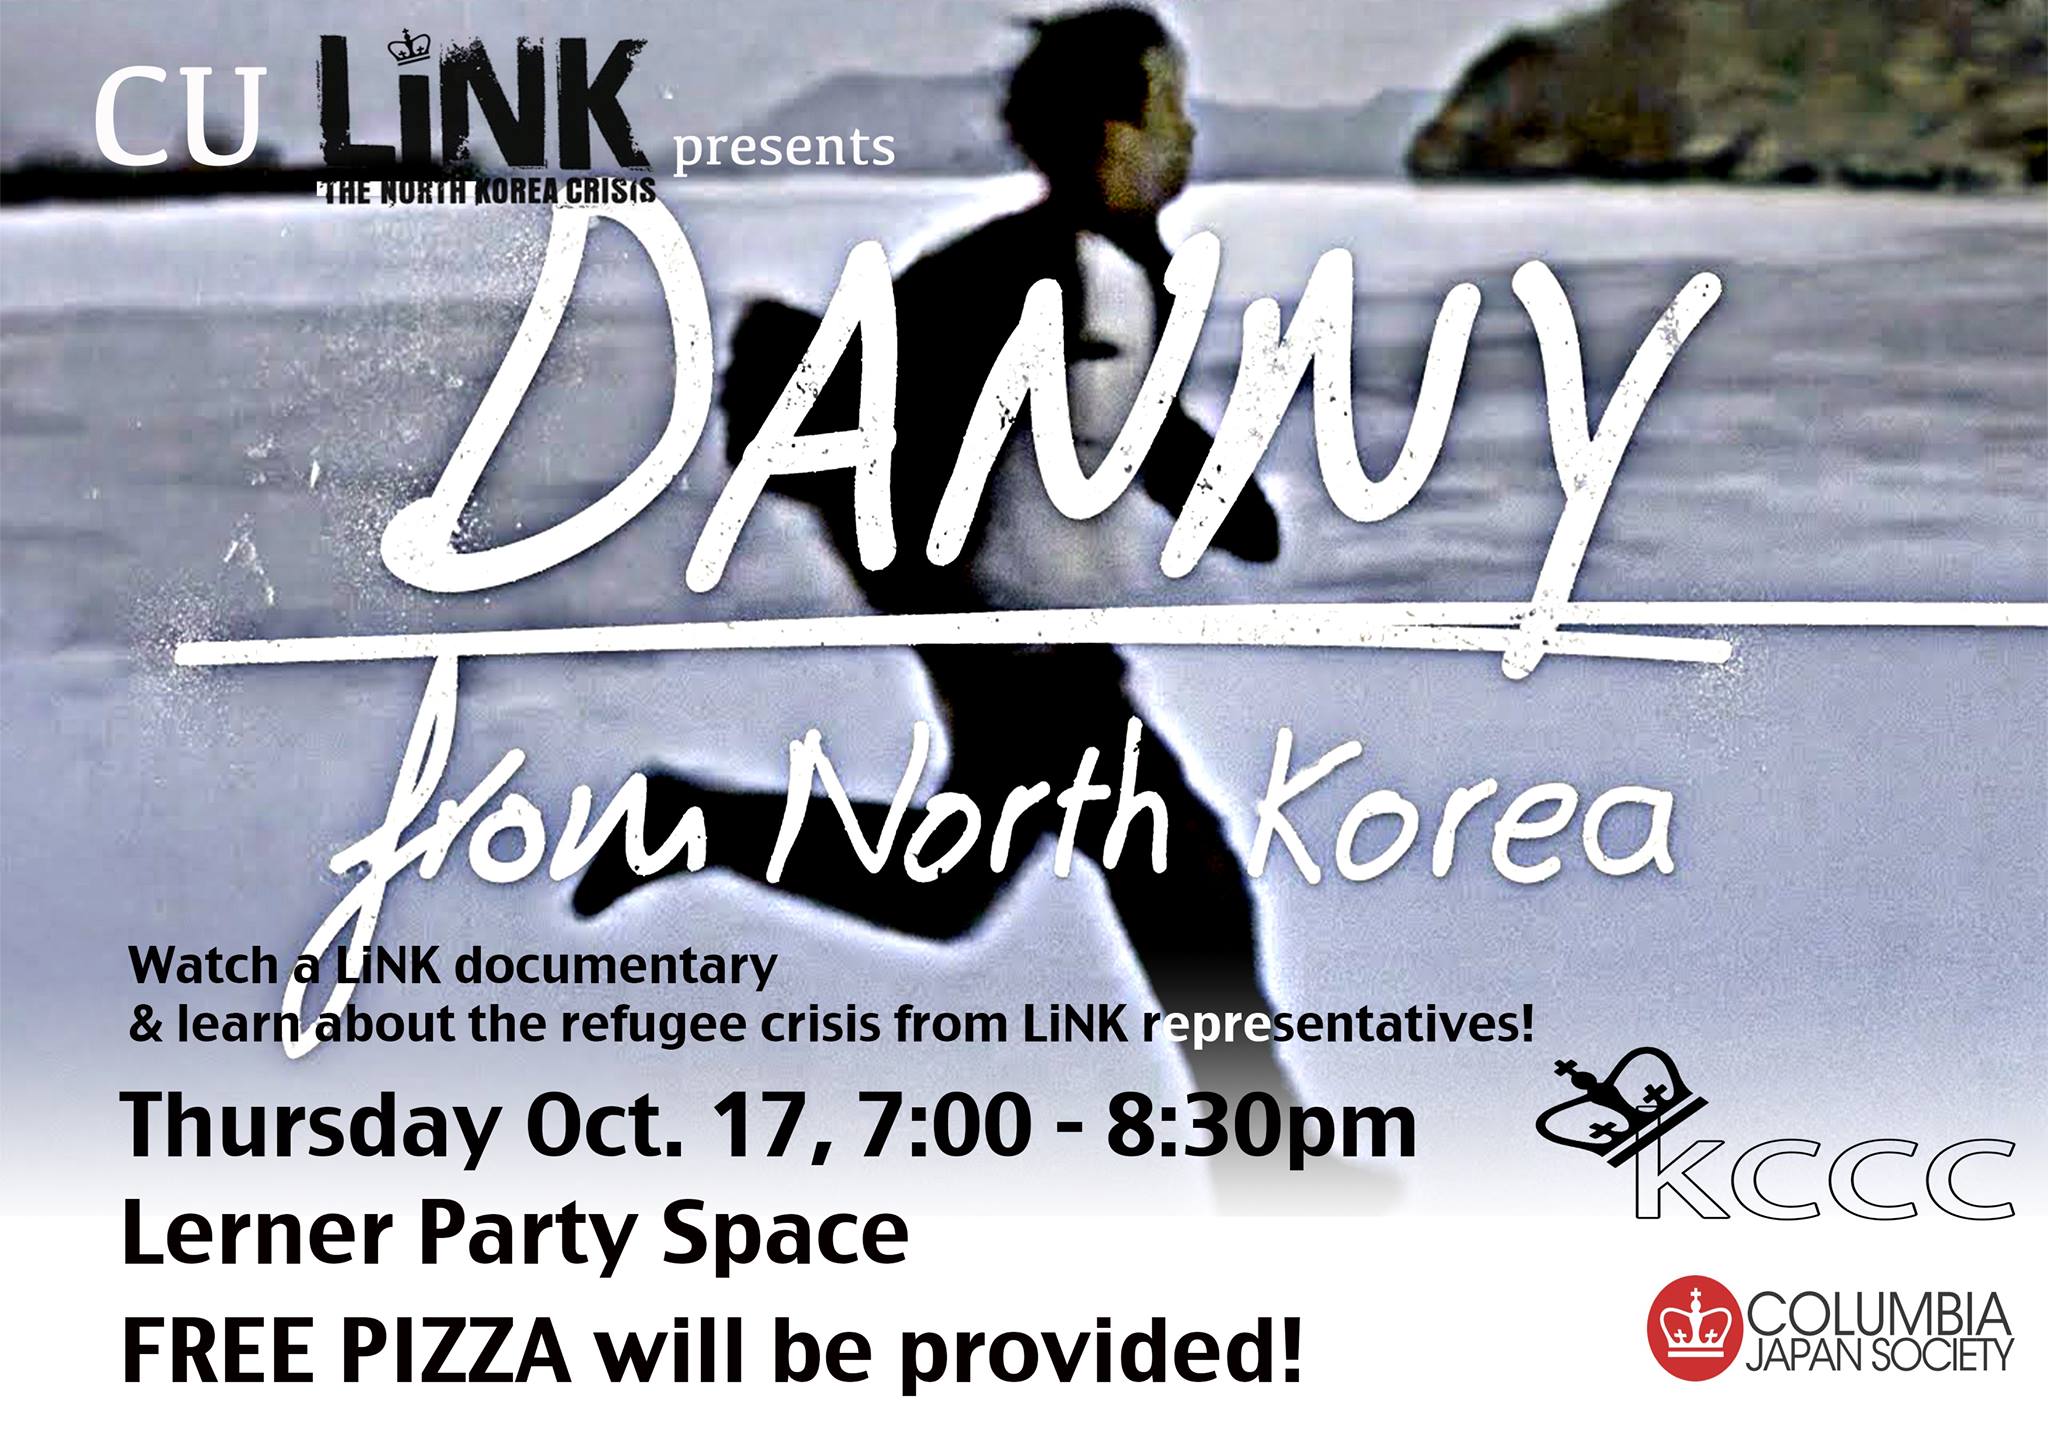 CU LiNK presents
THE NORTH KOREA CRISIS
DANNY
from North Korea
Watch a LiNK documentary
& learn about the refugee crisis from LiNK representatives!
Thursday Oct. 17, 7:00 - 8:30pm
Lerner Party Space
FREE PIZZA will be provided!
KCCC
COLUMBIA
JAPAN SOCIETY